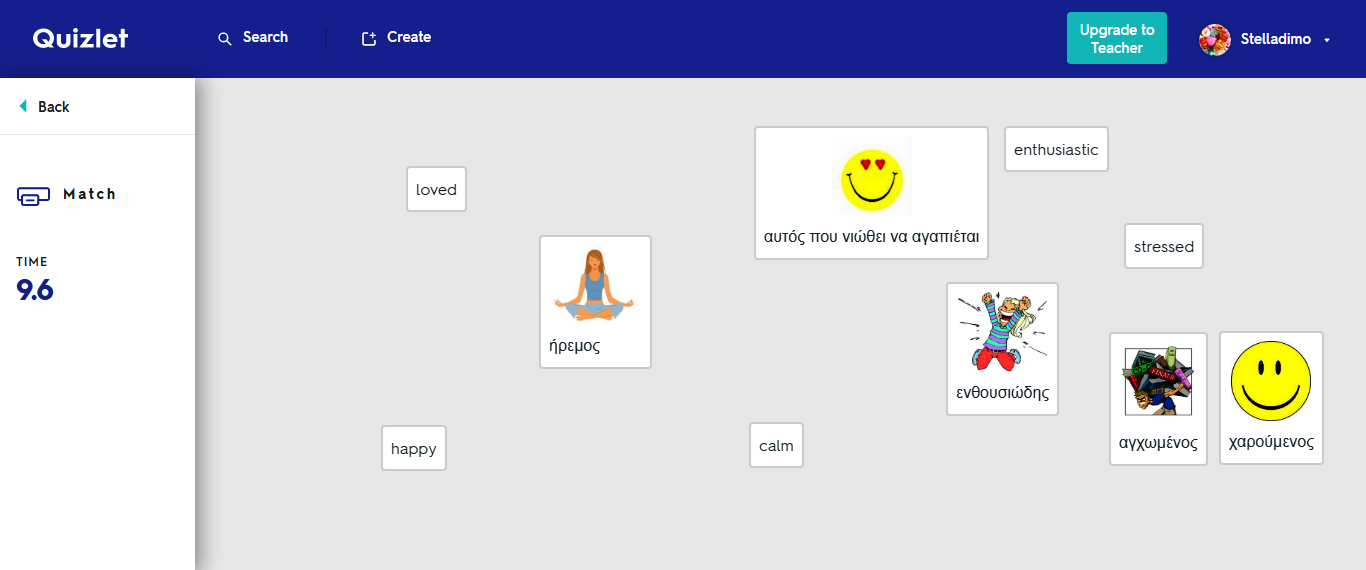 Quizlet
Search
Create
Upgrade to
Teacher
Stelladimo
Back
Match
TIME
9.6
loved
αυτός που νιώθει να αγαπιέται
enthusiastic
stressed
ήρεμος
ενθουσιώδης
FINALS
αγχωμένος
χαρούμενος
happy
calm